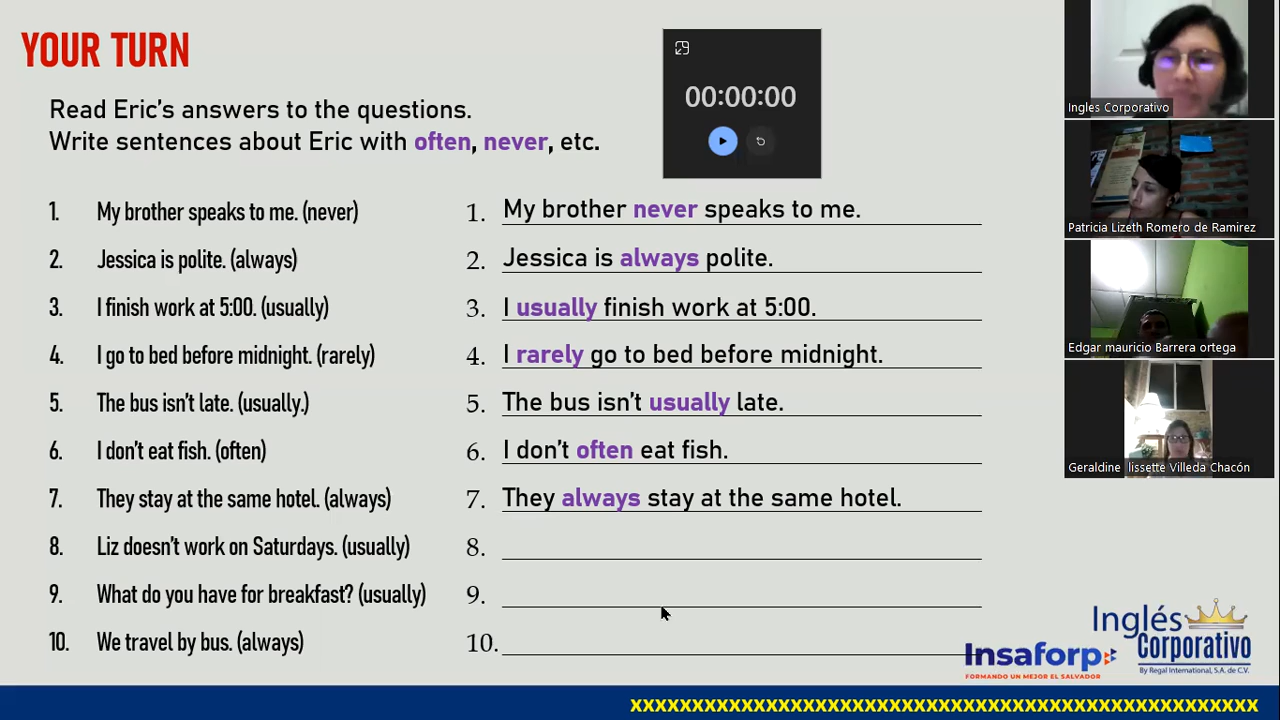 YOUR TURN
Read Eric's answers to the questions.
Write sentences about Eric with often, never, etc.
00:00:00
1. My brother speaks to me. (never)
2. Jessica is polite. (always)
3. I finish work at 5:00. (usually)
4. I go to bed before midnight. (rarely)
5. The bus isn't late. (usually.)
6. I don't eat fish. (often)
7. They stay at the same hotel. (always)
8. Liz doesn't work on Saturdays. (usually)
9. What do you have for breakfast? (usually)
10. We travel by bus. (always)
1. My brother never speaks to me.
2. Jessica is always polite.
3. I usually finish work at 5:00.
4. I rarely go to bed before midnight.
5. The bus isn't usually late.
6. I don't often eat fish.
7. They always stay at the same hotel.
8.
9.
10.
Ingles Corporativo
Patricia Lizeth Romero de Ramirez
Edgar mauricio Barrera ortega
Geraldine lissette Villeda Chacón
Insaforp
FORMANDO UN MEJOR EL SALVADOR
Inglés
Corporativo
By Regal International, S.A. de C.V.
xxxxxxxxxxxxxxxxxxxxxxxxxxxxxxxxxxxxxxxxxxxxxxxxxxx